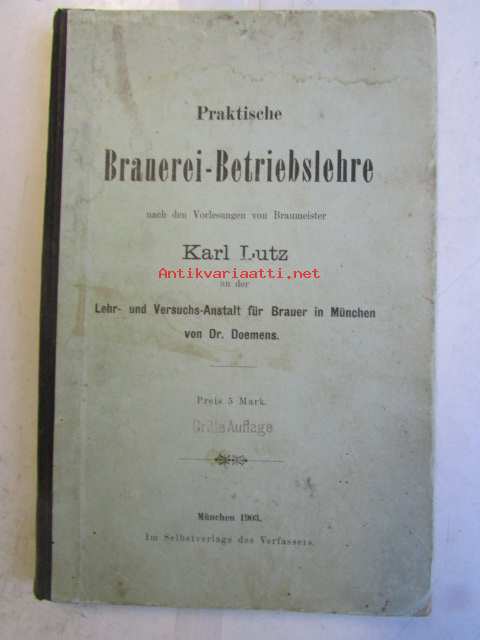 Praktische
Brauerei-Betriebslehre
nach den Vorlesungen von Braumeister
Karl Lutz
Antikvariaatti.net
an der
Lehr- und Versuchs-Anstalt für Brauer in München
von Dr. Doemens.
Preis 5 Mark.
Dritte Auflage
München 1903.
Im Selbstverlage des Verfassers.